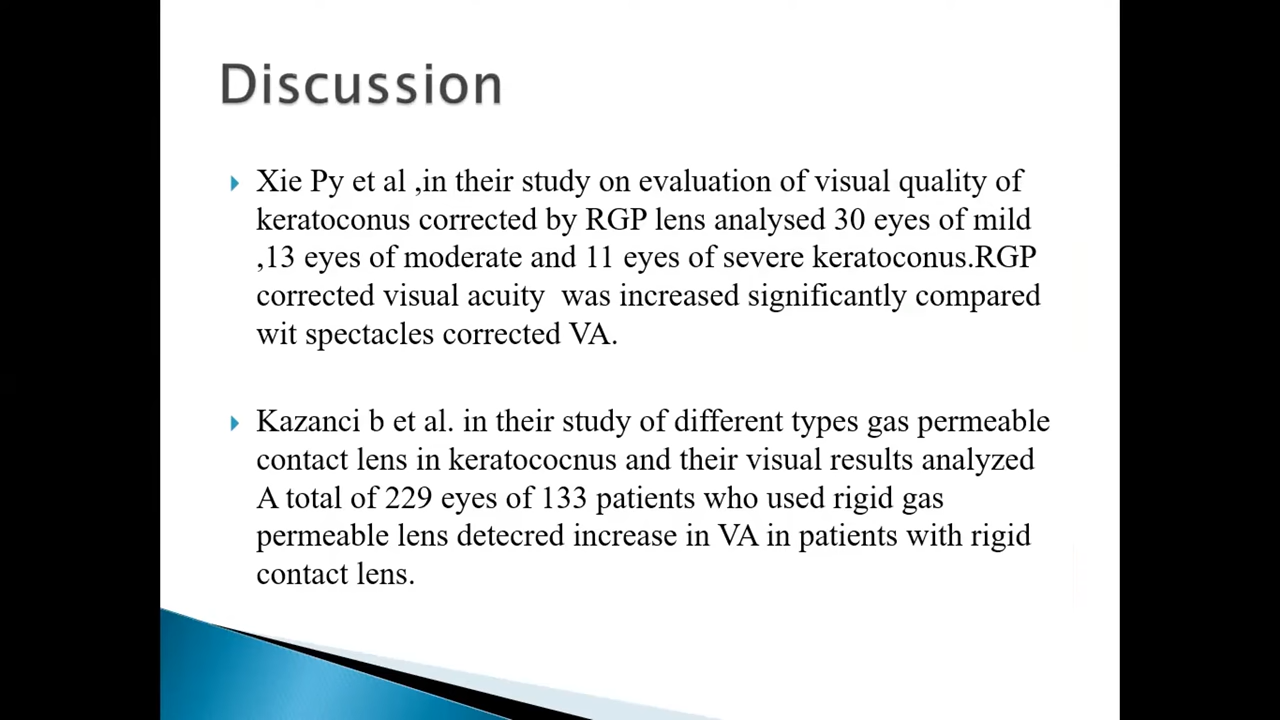 Discussion
Xie Py et al ,in their study on evaluation of visual quality of
keratoconus corrected by RGP lens analysed 30 eyes of mild
,13 eyes of moderate and 11 eyes of severe keratoconus.RGP
corrected visual acuity  was increased significantly compared
wit spectacles corrected VA.
Kazanci b et al. in their study of different types gas permeable
contact lens in keratococnus and their visual results analyzed
A total of 229 eyes of 133 patients who used rigid gas
permeable lens detecred increase in VA in patients with rigid
contact lens.